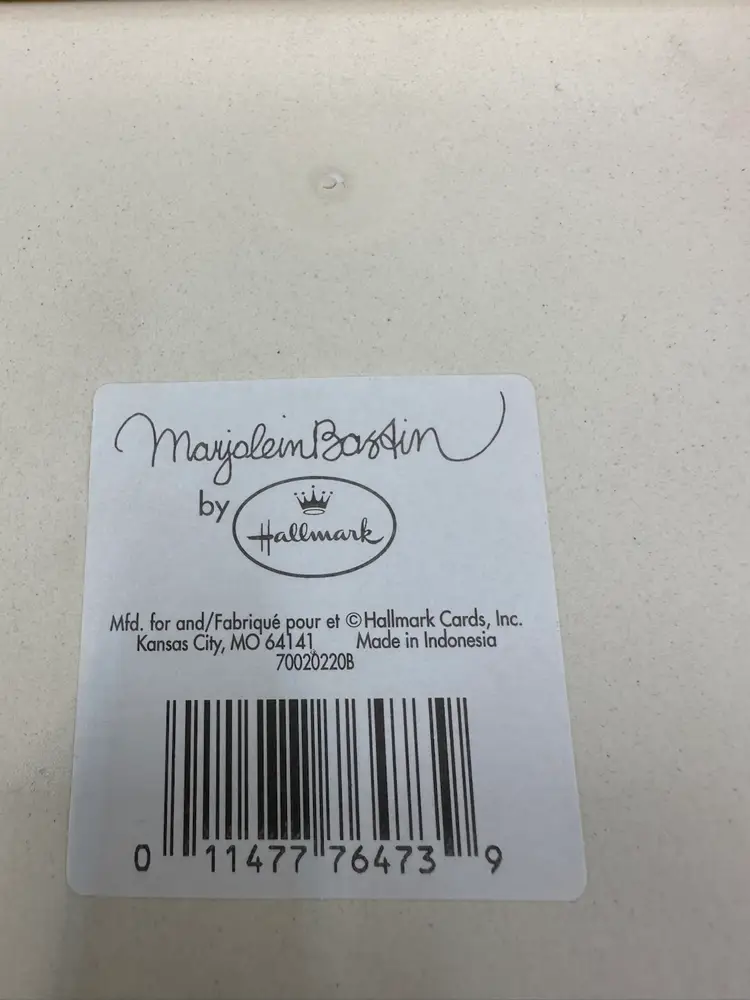 Marjolein Bastin
by Hallmark
Mfd. for and/Fabriqué pour et ©Hallmark Cards, Inc.
Kansas City, MO 64141 Made in Indonesia
70020220B
0 11477 76473 9